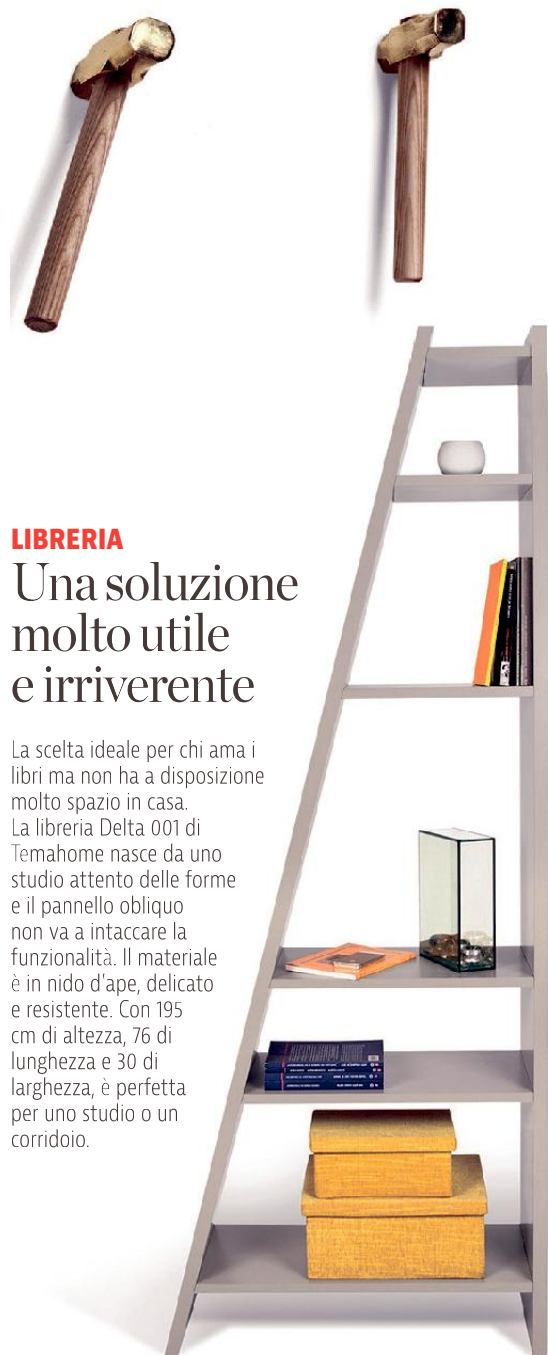 LIBRERIA
Una soluzione
molto utile
e irriverente
La scelta ideale per chi ama i
libri ma non ha a disposizione
molto spazio in casa.
La libreria Delta 001 di
Temahome nasce da uno
studio attento delle forme
e il pannello obliquo
non va a intaccare la
funzionalità. Il materiale
è in nido d'ape, delicato
e resistente. Con 195
cm di altezza, 76 di
lunghezza e 30 di
larghezza, è perfetta
per uno studio o un
corridoio.